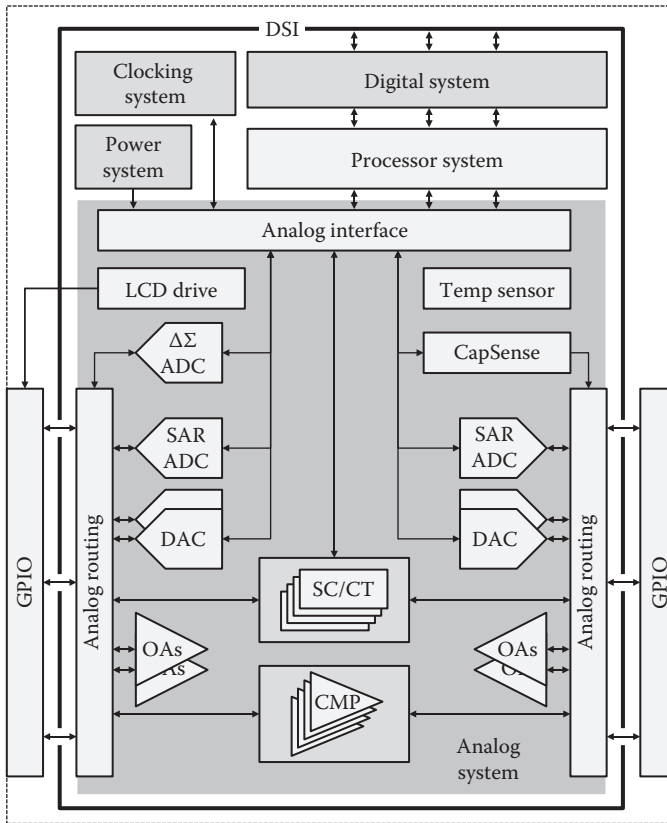 DSI
Clocking
system
Digital system
Power
system
Processor system
Analog interface
LCD drive
Temp sensor
ΔΣ
ADC
CapSense
SAR
ADC
SAR
ADC
DAC
DAC
GPIO
Analog routing
Analog routing
GPIO
SC/CT
OAs
As
OAs
O
CMP
Analog
system